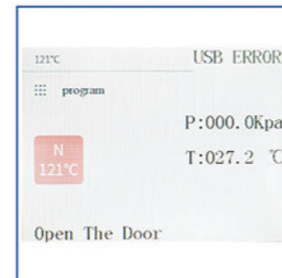 121℃
USB ERROR
program
P:000.0Kpa
N
121℃
T:027.2 ℃
Open The Door